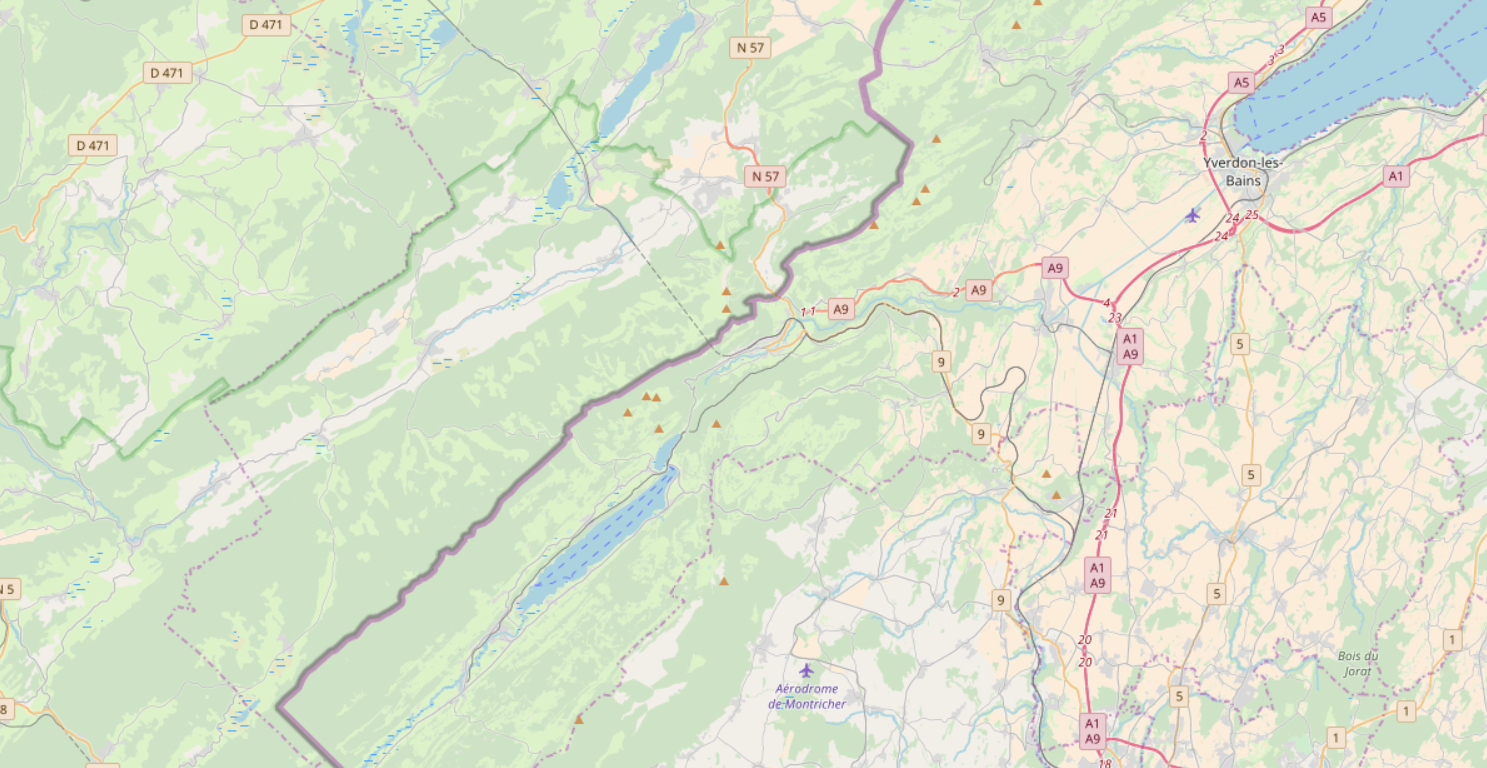 A5
D 471
N 57
D 471
3
3
A5
2
D 471
Yverdon-les-
Bains
N 57
A1
24
25
24
A9
2
A9
4
1
1
A9
23
A1
A9
5
9
9
5
21
21
A1
A9
N 5
5
9
20
20
1
Bois du
Jorat
Aérodrome
de Montricher
5
8
1
A1
A9
1
18